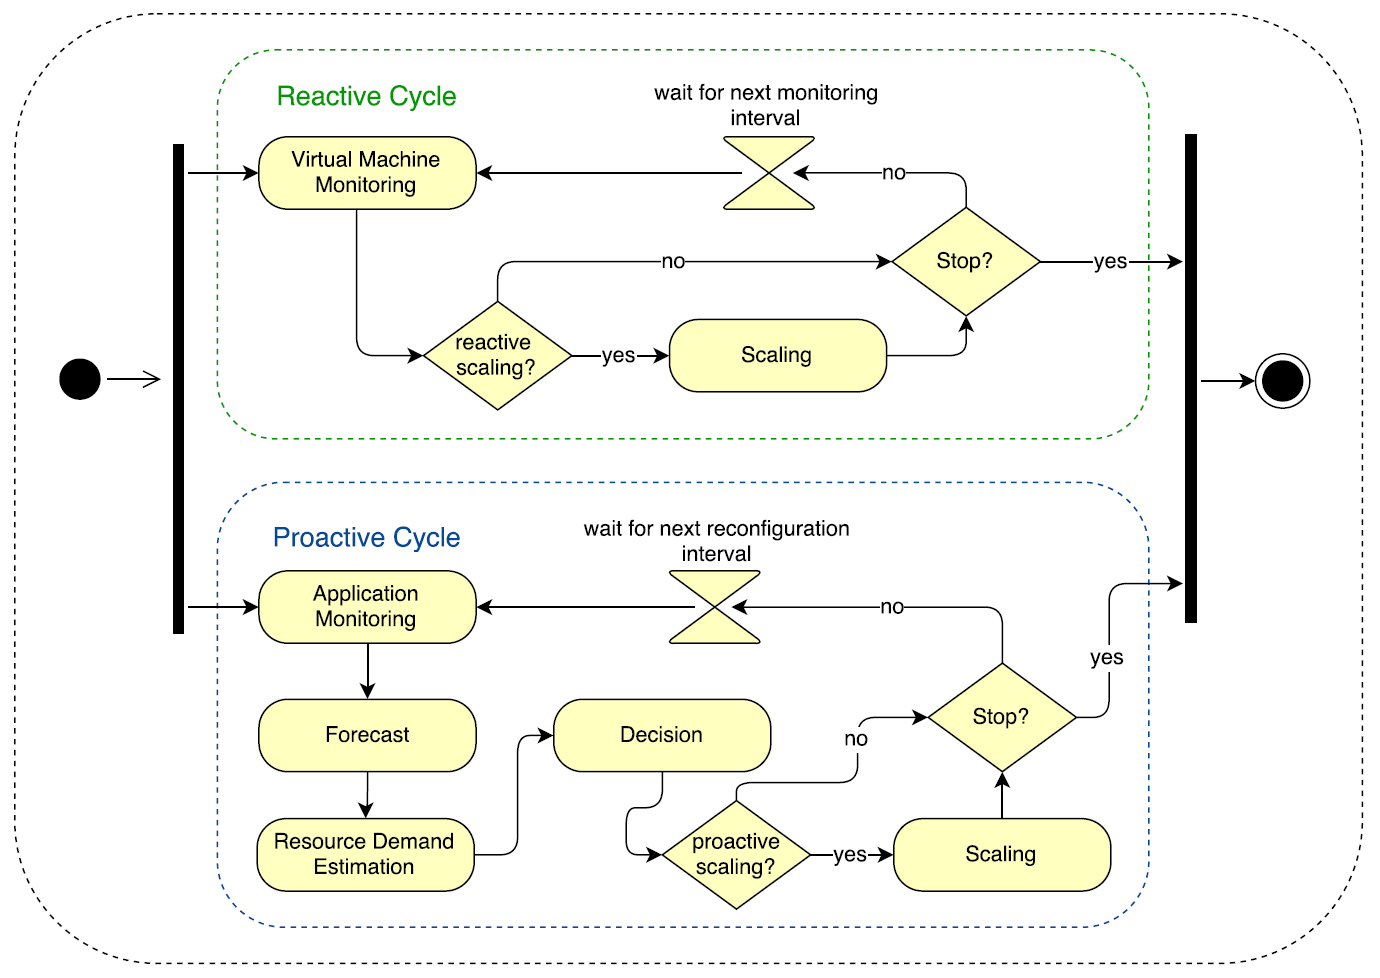 Reactive Cycle
wait for next monitoring
interval
Virtual Machine
Monitoring
no
no
Stop?
yes
reactive
scaling?
yes
Scaling
Proactive Cycle
wait for next reconfiguration
interval
Application
Monitoring
no
yes
Forecast
Decision
no
Stop?
Resource Demand
Estimation
proactive
scaling?
yes
Scaling